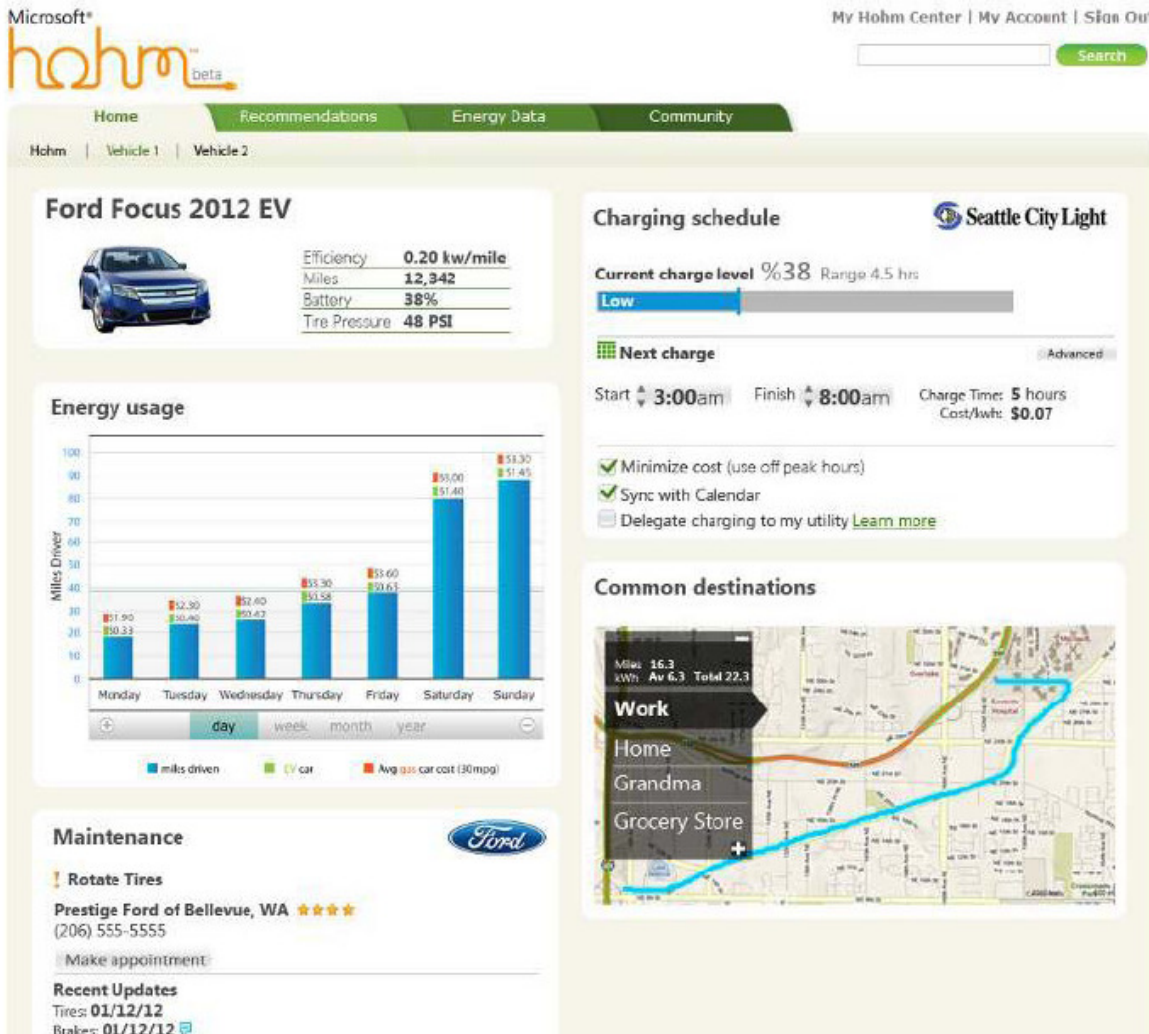 Microsoft®
hohm™ beta
My Hohm Center | My Account | Sign Out
Search
Home Recommendations Energy Data Community
Hohm | Vehicle 1 | Vehicle 2
Ford Focus 2012 EV
Efficiency 0.20 kw/mile
Miles 12,342
Battery 38%
Tire Pressure 48 PSI
Energy usage
Miles Driver
100
90
80
70
60
50
40
30
20
10
0
$1.90
$0.33
$2.30
$0.40
$2.40
$0.42
$3.30
$0.58
$3.60
$0.63
$3.00
$1.40
$3.30
$1.45
Monday Tuesday Wednesday Thursday Friday Saturday Sunday
day week month year
miles driven EV car Avg gas car cost (30mpg)
Maintenance
Ford
! Rotate Tires
Prestige Ford of Bellevue, WA
(206) 555-5555
Make appointment
Recent Updates
Tires: 01/12/12
Brakes: 01/12/12
Charging schedule
Seattle City Light
Current charge level %38 Range 4.5 hrs
Low
Next charge
Advanced
Start 3:00am Finish 8:00am Charge Time: 5 hours
Cost/kwh: $0.07
Minimize cost (use off peak hours)
Sync with Calendar
Delegate charging to my utility Learn more
Common destinations
Miles 16.3
kWh Av 6.3 Total 22.3
Work
Home
Grandma
Grocery Store
Overlake
Hospital